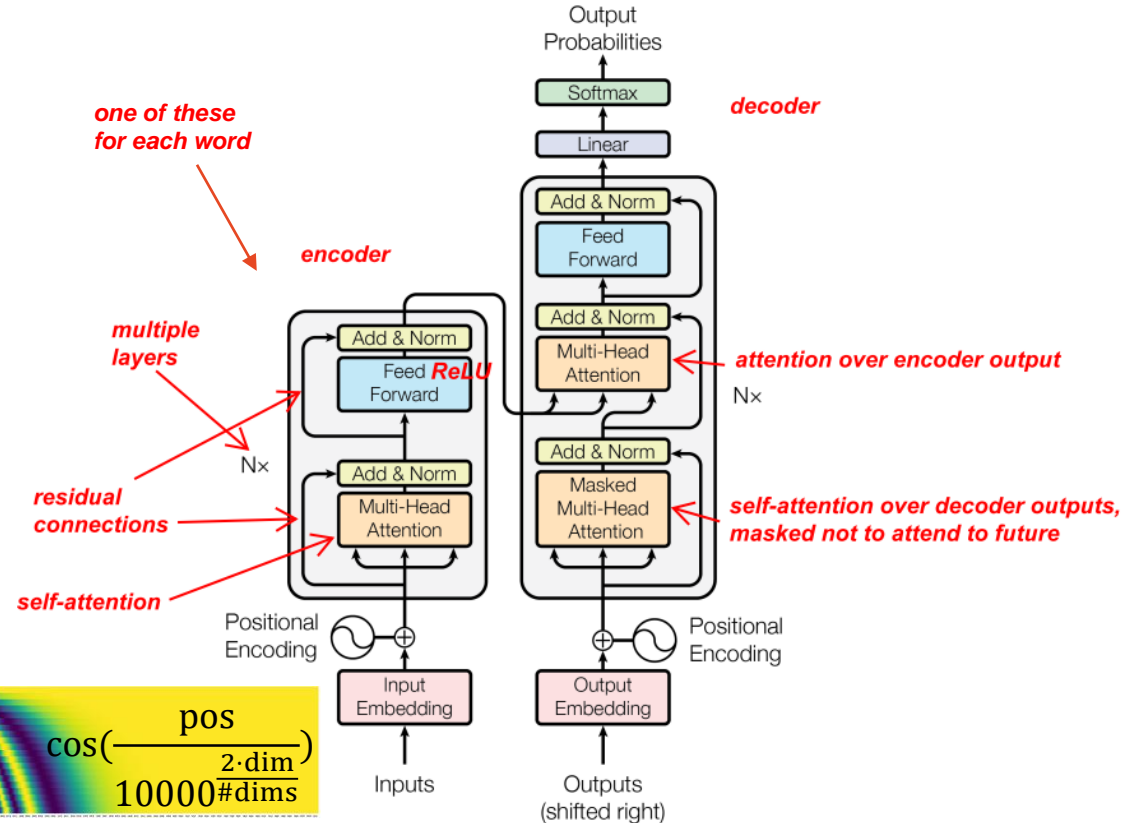 Output
Probabilities
Softmax
Linear
decoder
one of these
for each word
Add & Norm
Feed
Forward
encoder
Add & Norm
Multi-Head
Attention
attention over encoder output
Nx
multiple
layers
Add & Norm
Feed ReLU
Forward
Nx
residual
connections
Add & Norm
Multi-Head
Attention
self-attention
Add & Norm
Masked
Multi-Head
Attention
self-attention over decoder outputs,
masked not to attend to future
Positional
Encoding
Positional
Encoding
Input
Embedding
Output
Embedding
cos(pos / 10000^(2·dim / #dims))
Inputs
Outputs
(shifted right)